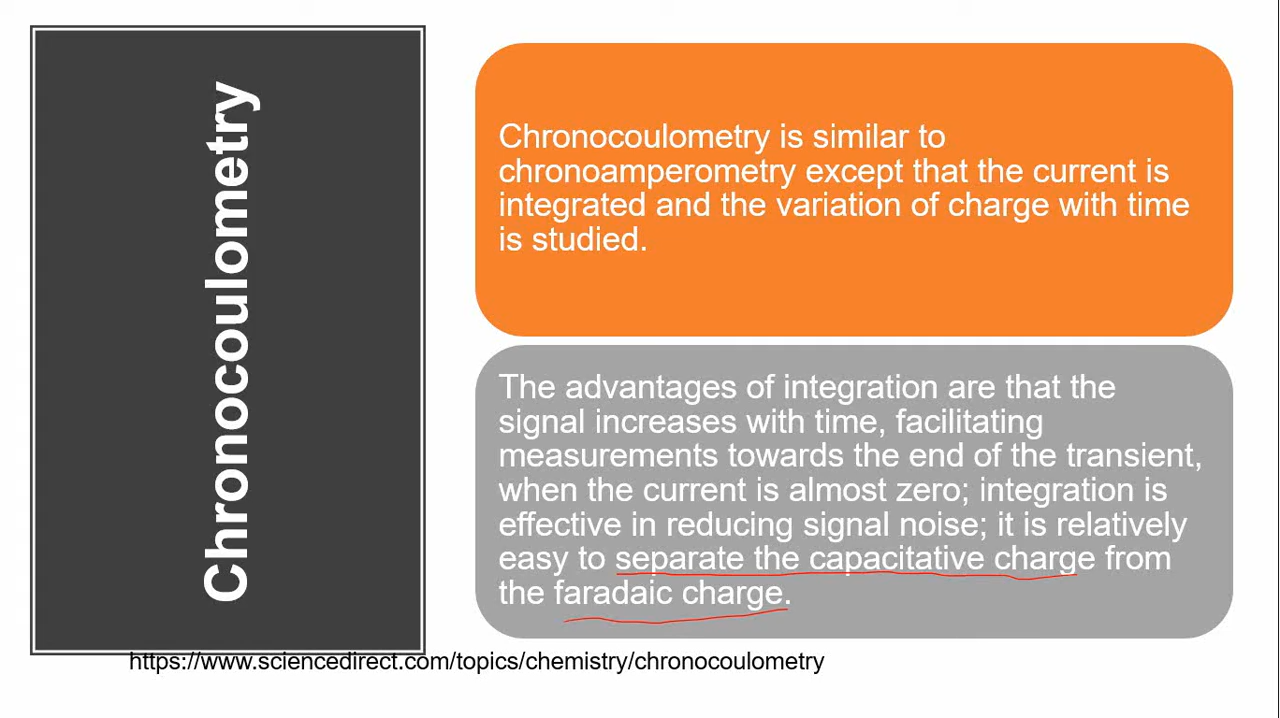 Chronocoulometry
Chronocoulometry is similar to
chronoamperometry except that the current is
integrated and the variation of charge with time
is studied.
The advantages of integration are that the
signal increases with time, facilitating
measurements towards the end of the transient,
when the current is almost zero; integration is
effective in reducing signal noise; it is relatively
easy to separate the capacitative charge from
the faradaic charge.
https://www.sciencedirect.com/topics/chemistry/chronocoulometry